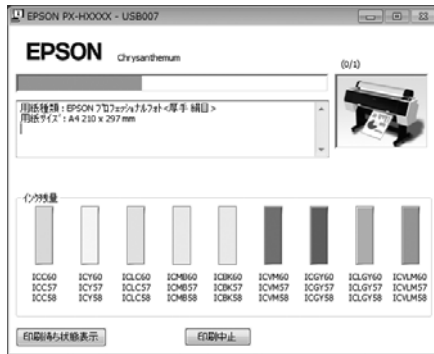 EPSON PX-HXXXX - USB007
EPSON Chrysanthemum
(0/1)
用紙種類 : EPSON プロフェッショナルフォト<厚手 絹目>
用紙サイズ : A4 210 x 297 mm
インク残量
ICC60 ICY60 ICLC60 ICMB60 ICBK60 ICVM60 ICGY60 ICLGY60 ICVLM60
ICC57 ICY57 ICLC57 ICMB57 ICBK57 ICVM57 ICGY57 ICLGY57 ICVLM57
ICC58 ICY58 ICLC58 ICMB58 ICBK58 ICVM58 ICGY58 ICLGY58 ICVLM58
印刷待ち状態表示 印刷中止